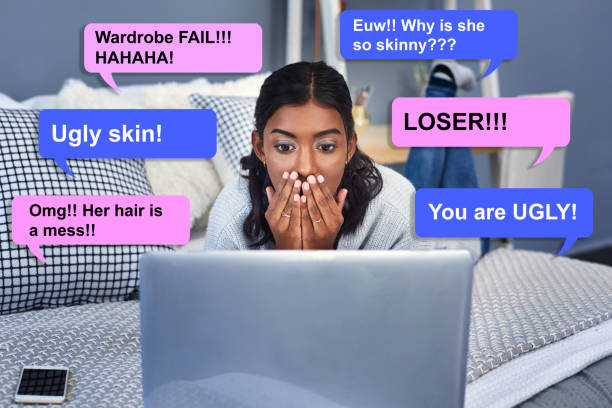 Wardrobe FAIL!!!
HAHAHA!
Euw!! Why is she
so skinny???
Ugly skin!
LOSER!!!
Omg!! Her hair is
a mess!!
You are UGLY!